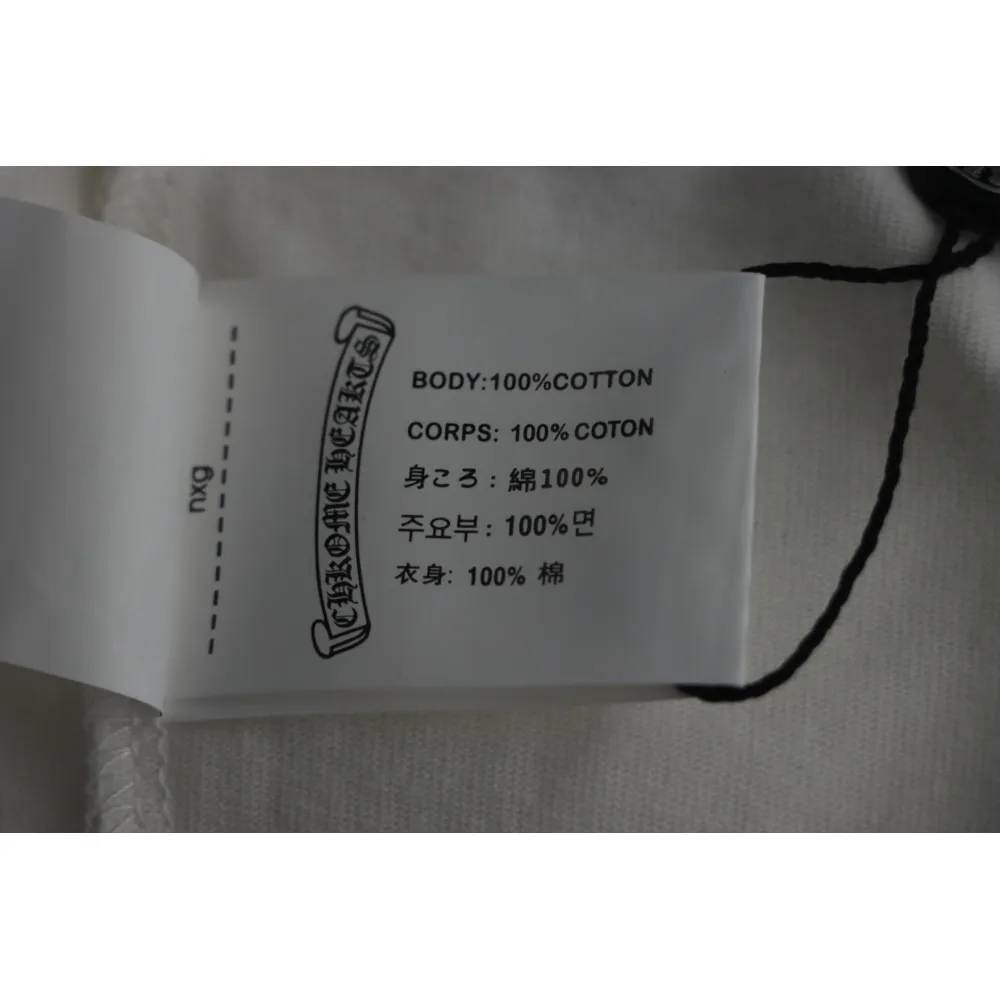 nxg
CHROME HEARTS
BODY:100%COTTON
CORPS: 100% COTON
身ころ : 綿100%
주요부 : 100%면
衣身: 100% 棉